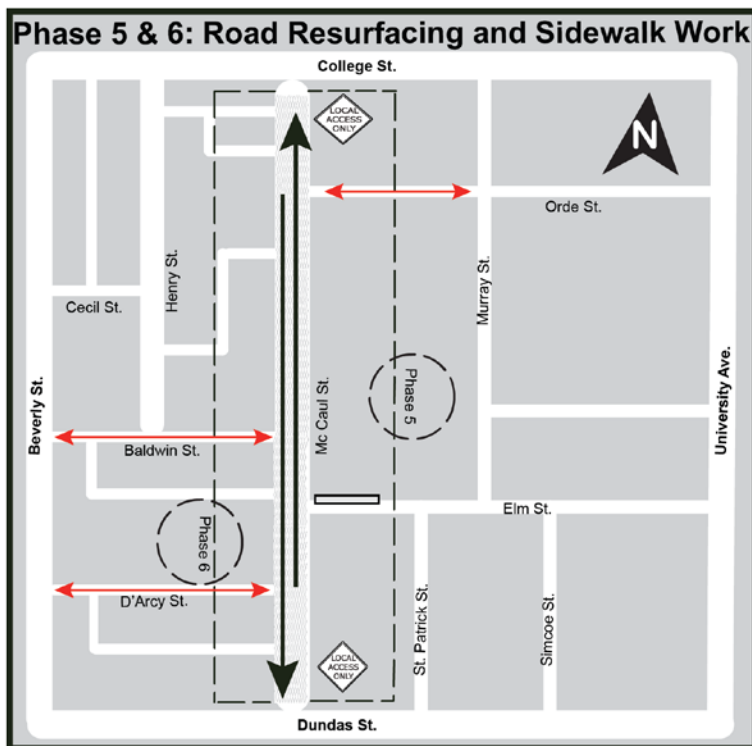 Phase 5 & 6: Road Resurfacing and Sidewalk Work
College St.
LOCAL
ACCESS
ONLY
N
Orde St.
Henry St.
Murray St.
Cecil St.
University Ave.
Beverly St.
Mc Caul St.
Phase 5
Baldwin St.
Elm St.
Phase 6
D'Arcy St.
St. Patrick St.
Simcoe St.
LOCAL
ACCESS
ONLY
Dundas St.